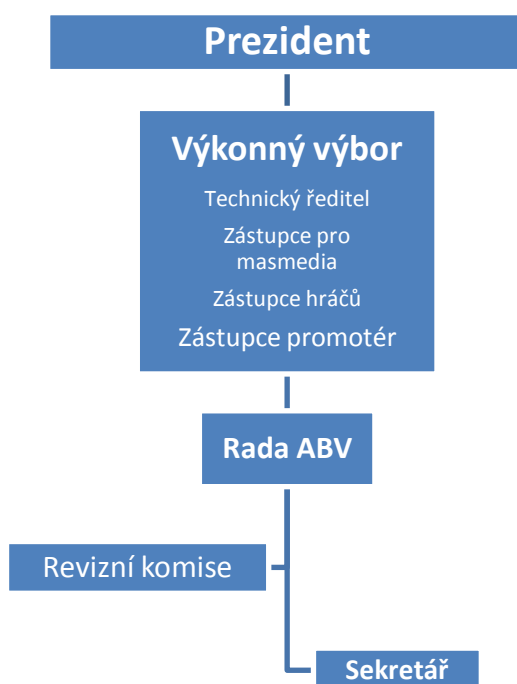 Prezident
Výkonný výbor
Technický ředitel
Zástupce pro
masmedia
Zástupce hráčů
Zástupce promotér
Rada ABV
Revizní komise
Sekretář